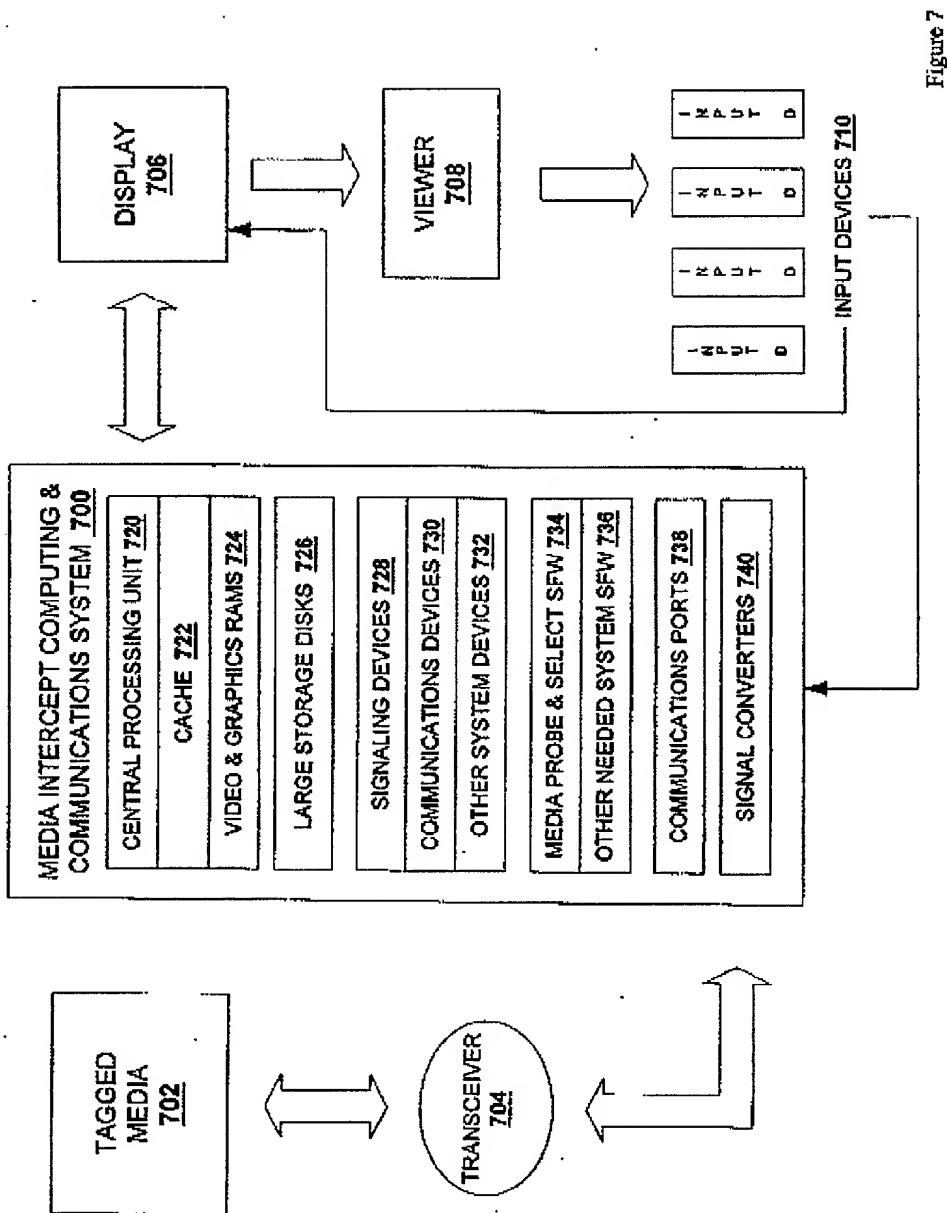 TAGGED
MEDIA
702
TRANSCEIVER
704
MEDIA INTERCEPT COMPUTING &
COMMUNICATIONS SYSTEM 700
CENTRAL PROCESSING UNIT 720
CACHE 722
VIDEO & GRAPHICS RAMS 724
LARGE STORAGE DISKS 726
SIGNALING DEVICES 728
COMMUNICATIONS DEVICES 730
OTHER SYSTEM DEVICES 732
MEDIA PROBE & SELECT SFW 734
OTHER NEEDED SYSTEM SFW 736
COMMUNICATIONS PORTS 738
SIGNAL CONVERTERS 740
DISPLAY
706
VIEWER
708
INPUT D
INPUT D
INPUT D
INPUT D
INPUT DEVICES 710
Figure 7